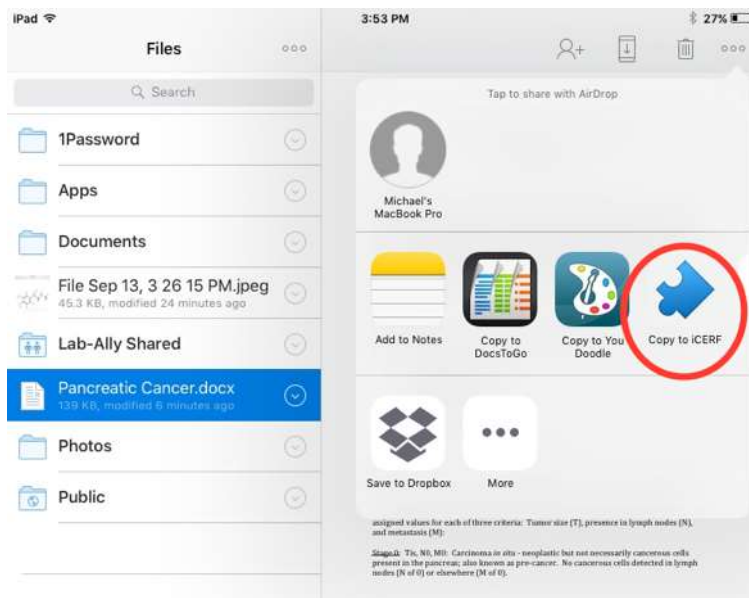 iPad
3:53 PM
27%
Files
Search
Tap to share with AirDrop
1Password
Apps
Michael's
MacBook Pro
Documents
File Sep 13, 3 26 15 PM.jpeg
45.3 KB, modified 24 minutes ago
Add to Notes
Copy to
DocsToGo
Copy to You
Doodle
Copy to iCERF
Lab-Ally Shared
Pancreatic Cancer.docx
139 KB, modified 6 minutes ago
Photos
Save to Dropbox
More
Public
assigned values for each of three criteria: Tumor size (T), presence in lymph nodes (N),
and metastasis (M):
Stage 0: Tis, N0, M0: Carcinoma in situ - neoplastic but not necessarily cancerous cells
present in the pancreas; also known as pre-cancer. No cancerous cells detected in lymph
nodes (N of 0) or elsewhere (M of 0).